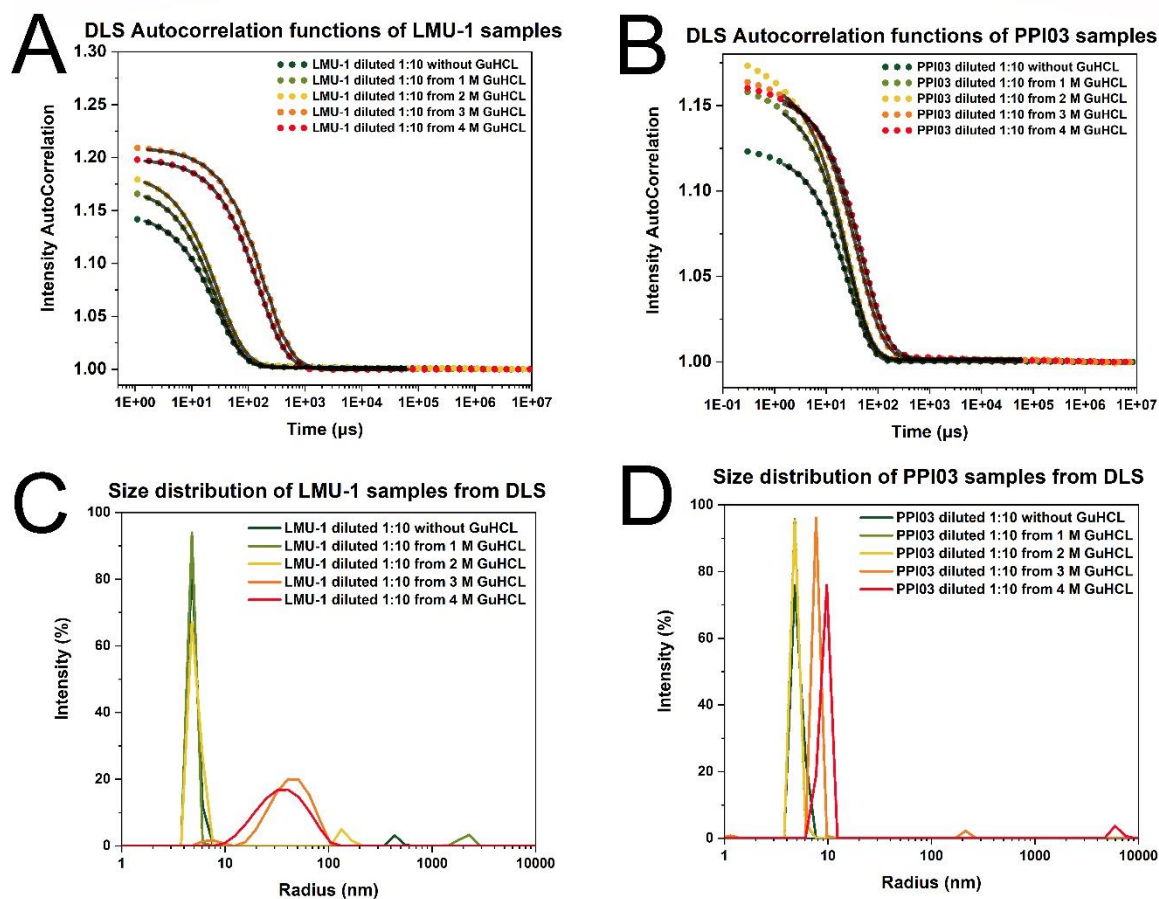 A
DLS Autocorrelation functions of LMU-1 samples
1.30
1.25
1.20
1.15
1.10
1.05
1.00
Intensity AutoCorrelation
LMU-1 diluted 1:10 without GuHCL
LMU-1 diluted 1:10 from 1 M GuHCL
LMU-1 diluted 1:10 from 2 M GuHCL
LMU-1 diluted 1:10 from 3 M GuHCL
LMU-1 diluted 1:10 from 4 M GuHCL
1E+00 1E+01 1E+02 1E+03 1E+04 1E+05 1E+06 1E+07
Time (µs)
B
DLS Autocorrelation functions of PPI03 samples
1.15
1.10
1.05
1.00
Intensity AutoCorrelation
PPI03 diluted 1:10 without GuHCL
PPI03 diluted 1:10 from 1 M GuHCL
PPI03 diluted 1:10 from 2 M GuHCL
PPI03 diluted 1:10 from 3 M GuHCL
PPI03 diluted 1:10 from 4 M GuHCL
1E-01 1E+00 1E+01 1E+02 1E+03 1E+04 1E+05 1E+06 1E+07
Time (µs)
C
Size distribution of LMU-1 samples from DLS
100
80
60
40
20
0
Intensity (%)
LMU-1 diluted 1:10 without GuHCL
LMU-1 diluted 1:10 from 1 M GuHCL
LMU-1 diluted 1:10 from 2 M GuHCL
LMU-1 diluted 1:10 from 3 M GuHCL
LMU-1 diluted 1:10 from 4 M GuHCL
1 10 100 1000 10000
Radius (nm)
D
Size distribution of PPI03 samples from DLS
100
80
60
40
20
0
Intensity (%)
PPI03 diluted 1:10 without GuHCL
PPI03 diluted 1:10 from 1 M GuHCL
PPI03 diluted 1:10 from 2 M GuHCL
PPI03 diluted 1:10 from 3 M GuHCL
PPI03 diluted 1:10 from 4 M GuHCL
1 10 100 1000 10000
Radius (nm)